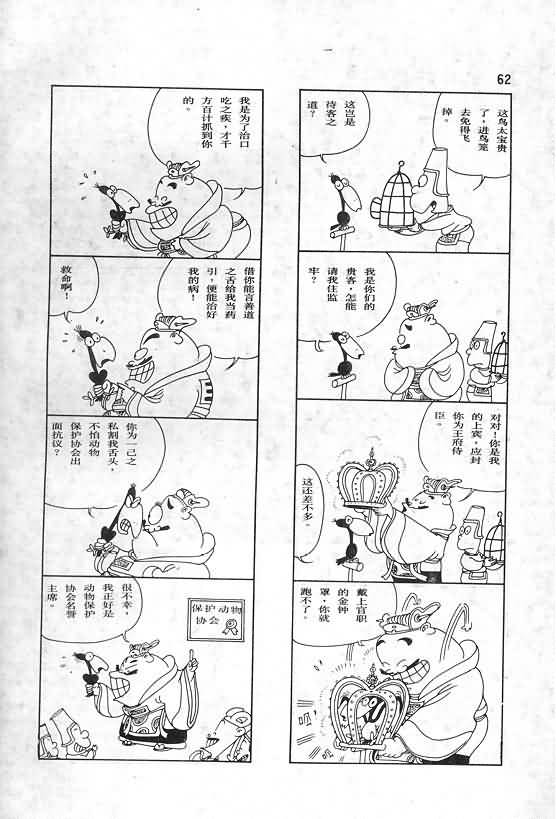 62
这鸟太宝贵
了，进鸟笼
去免得飞
掉。
这岂是
待客之
道？
我是你们的
贵客，怎能
请我住监
牢？
对对！你是我
的上宾，应封
你为王府侍
臣。
这还差不多。
戴上官职
的金钟
罩，你就
跑不了。
我是为了治口
吃之疾，才千
方百计抓到你
的。
借你能言善道
之舌给我当药
引，便能治好
我的病！
救命啊！
你为一己之
私割我舌头，
不怕动物
保护协会出
面抗议？
保护动物
协会
很不幸，
我正好是
动物保护
协会名誉
主席。